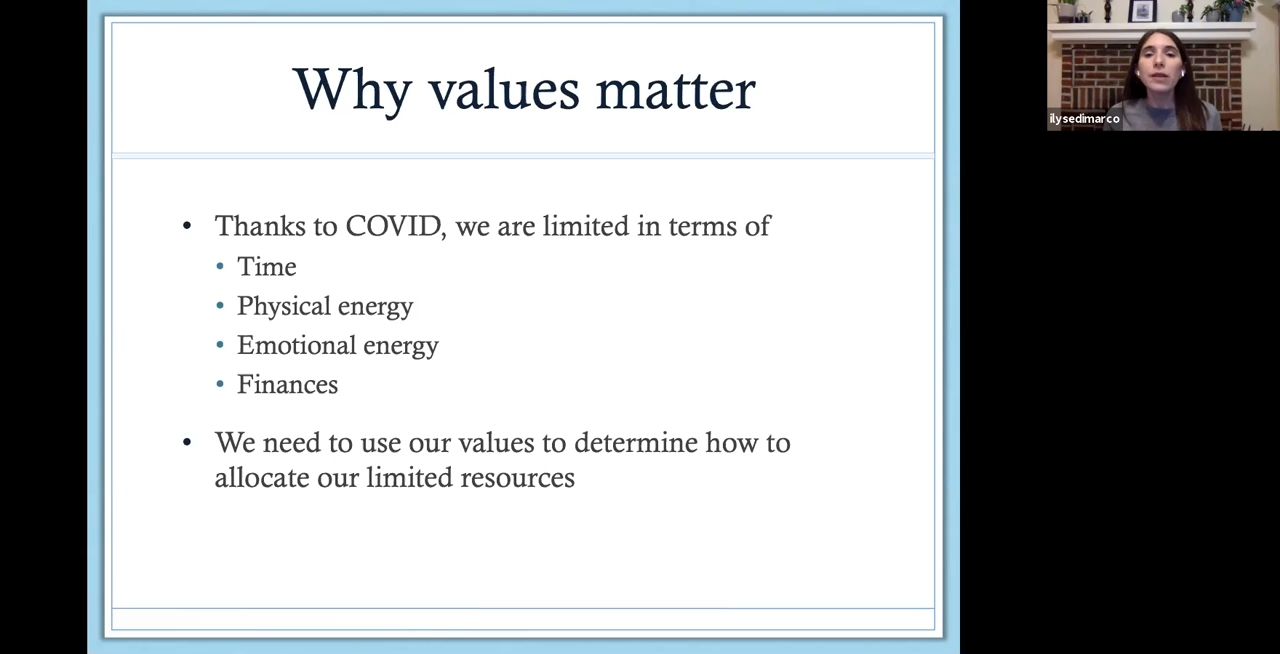 Why values matter
• Thanks to COVID, we are limited in terms of
• Time
• Physical energy
• Emotional energy
• Finances
• We need to use our values to determine how to
allocate our limited resources
ilysedimarco